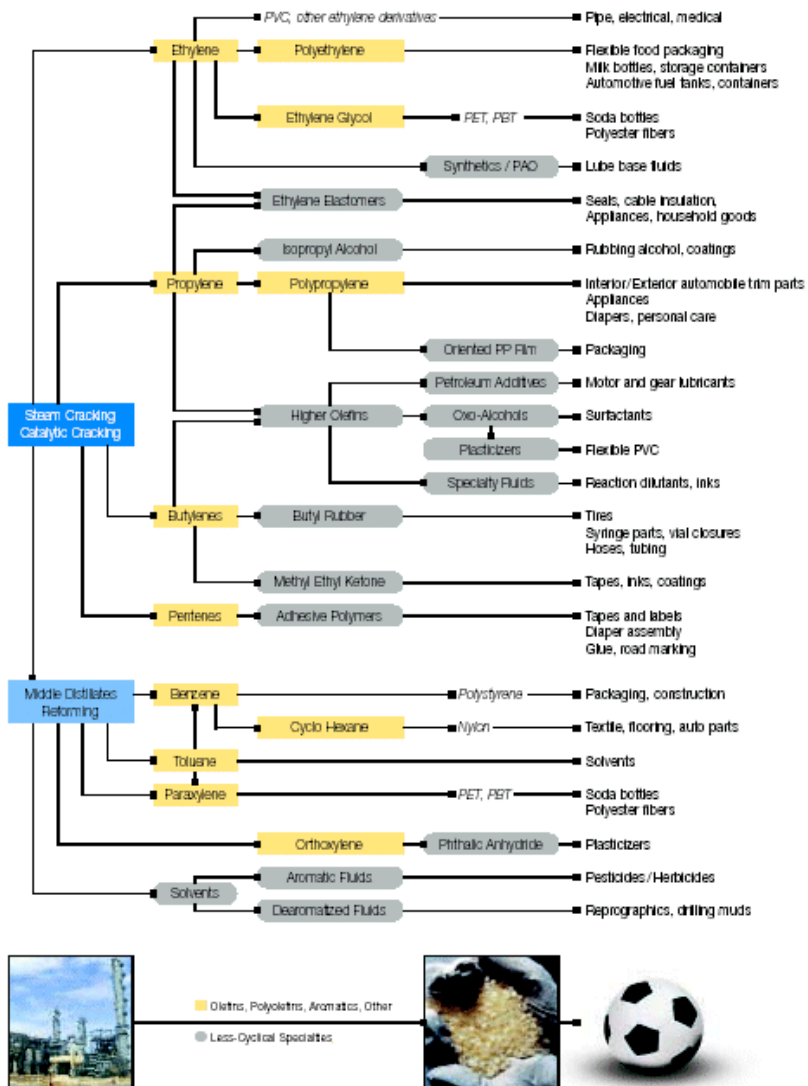 PVC, other ethylene derivatives
Pipe, electrical, medical
Ethylene
Polyethylene
Flexible food packaging
Milk bottles, storage containers
Automotive fuel tanks, containers
Ethylene Glycol
PET, PBT
Soda bottles
Polyester fibers
Synthetics / PAO
Lube base fluids
Ethylene Elastomers
Seals, cable insulation,
Appliances, household goods
Isopropyl Alcohol
Rubbing alcohol, coatings
Propylene
Polypropylene
Interior/Exterior automobile trim parts
Appliances
Diapers, personal care
Oriented PP Film
Packaging
Petroleum Additives
Motor and gear lubricants
Steam Cracking
Catalytic Cracking
Higher Olefins
Oxo-Alcohols
Surfactants
Plasticizers
Flexible PVC
Specialty Fluids
Reaction dilutants, inks
Butylenes
Butyl Rubber
Tires
Syringe parts, vial closures
Hoses, tubing
Methyl Ethyl Ketone
Tapes, inks, coatings
Pentenes
Adhesive Polymers
Tapes and labels
Diaper assembly
Glue, road marking
Middle Distillates
Reforming
Benzene
Polystyrene
Packaging, construction
Cyclo Hexane
Nylon
Textile, flooring, auto parts
Toluene
Solvents
Paraxylene
PET, PBT
Soda bottles
Polyester fibers
Orthoxylene
Phthalic Anhydride
Plasticizers
Solvents
Aromatic Fluids
Pesticides/Herbicides
Dearomatized Fluids
Reprographics, drilling muds
Olefins, Polyolefins, Aromatics, Other
Less-Cyclical Specialties